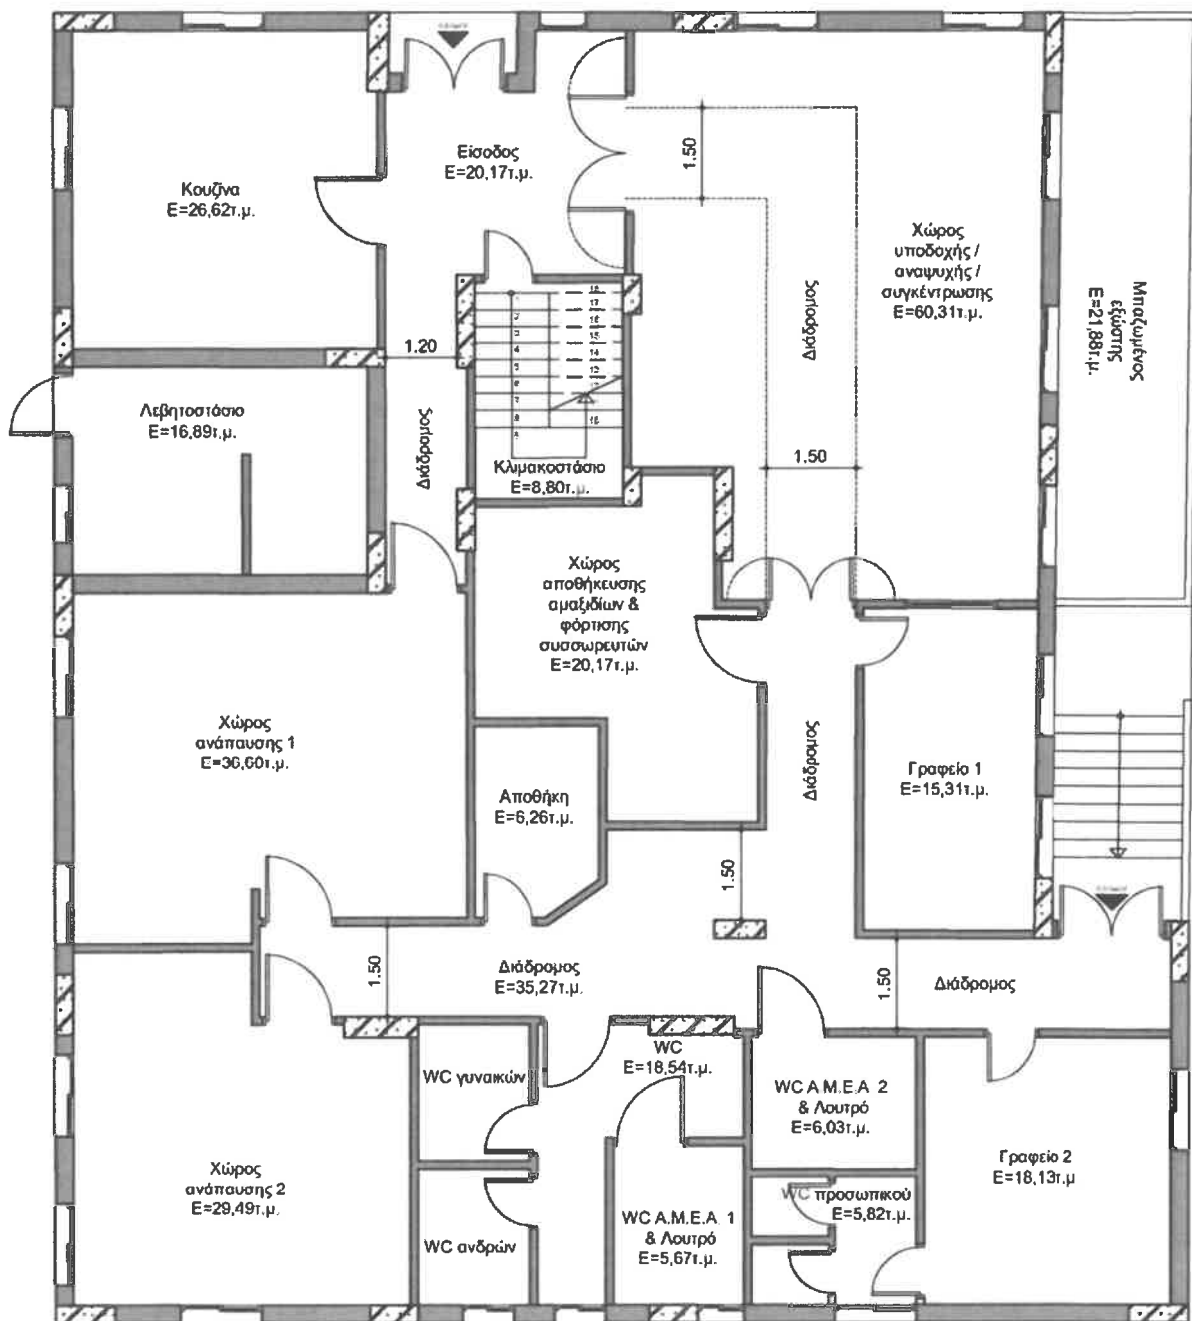 Είσοδος
Ε=20,17τ.μ.
1.50
Κουζίνα
Ε=26,62τ.μ.
Χώρος
υποδοχής /
αναψυχής /
συγκέντρωσης
Ε=60,31τ.μ.
Διάδρομος
Μπαζωμένος
εξώστης
Ε=21,88τ.μ.
1.20
Λεβητοστάσιο
Ε=16,89τ.μ.
Διάδρομος
Κλιμακοστάσιο
Ε=8,80τ.μ.
1.50
Χώρος
αποθήκευσης
αμαξιδίων &
φόρτισης
συσσωρευτών
Ε=20,17τ.μ.
Χώρος
ανάπαυσης 1
Ε=36,60τ.μ.
Διάδρομος
Γραφείο 1
Ε=15,31τ.μ.
Αποθήκη
Ε=6,26τ.μ.
1.50
1.50
Διάδρομος
Ε=35,27τ.μ.
1.50
Διάδρομος
WC
Ε=18,54τ.μ.
WC γυναικών
WC Α.Μ.Ε.Α 2
& Λουτρό
Ε=6,03τ.μ.
Χώρος
ανάπαυσης 2
Ε=29,49τ.μ.
Γραφείο 2
Ε=18,13τ.μ
WC προσωπικού
Ε=5,82τ.μ.
WC Α.Μ.Ε.Α. 1
& Λουτρό
Ε=5,67τ.μ.
WC ανδρών